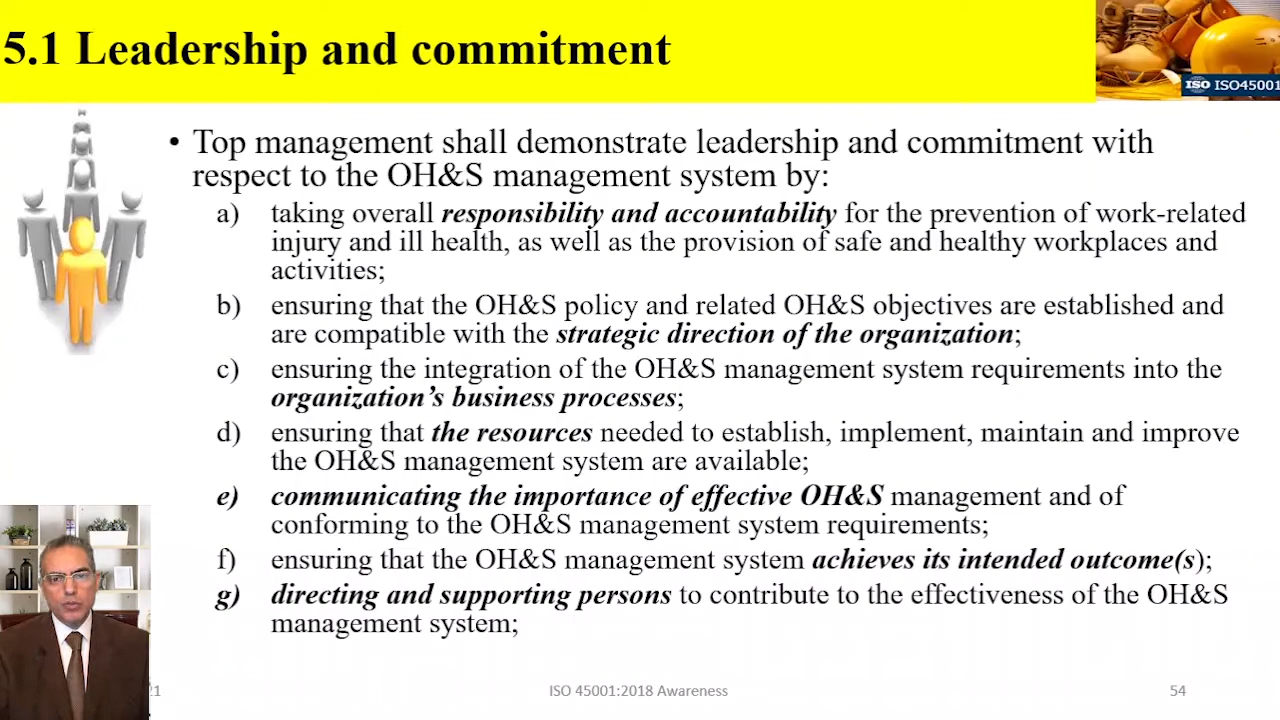 5.1 Leadership and commitment
ISO ISO45001
• Top management shall demonstrate leadership and commitment with
respect to the OH&S management system by:
a) taking overall responsibility and accountability for the prevention of work-related
injury and ill health, as well as the provision of safe and healthy workplaces and
activities;
b) ensuring that the OH&S policy and related OH&S objectives are established and
are compatible with the strategic direction of the organization;
c) ensuring the integration of the OH&S management system requirements into the
organization’s business processes;
d) ensuring that the resources needed to establish, implement, maintain and improve
the OH&S management system are available;
e) communicating the importance of effective OH&S management and of
conforming to the OH&S management system requirements;
f) ensuring that the OH&S management system achieves its intended outcome(s);
g) directing and supporting persons to contribute to the effectiveness of the OH&S
management system;
21
ISO 45001:2018 Awareness
54